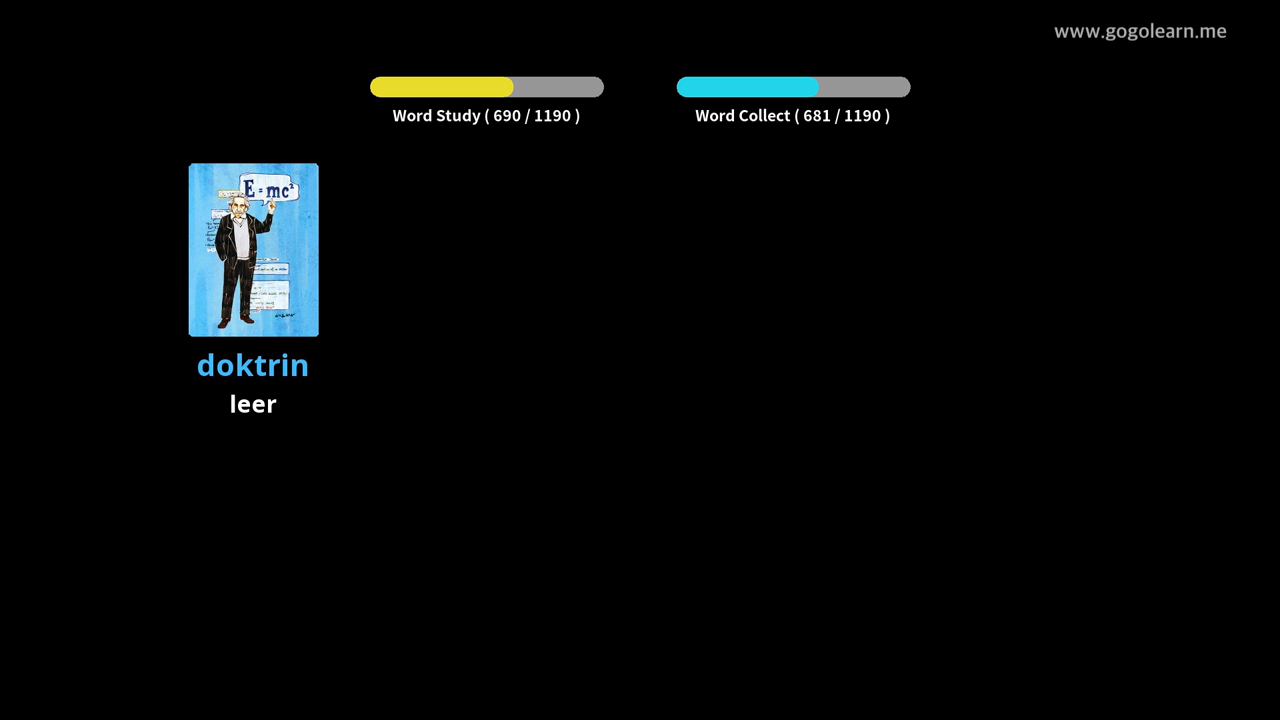 www.gogolearn.me
Word Study ( 690 / 1190 )
Word Collect ( 681 / 1190 )
E = mc²
doktrin
leer